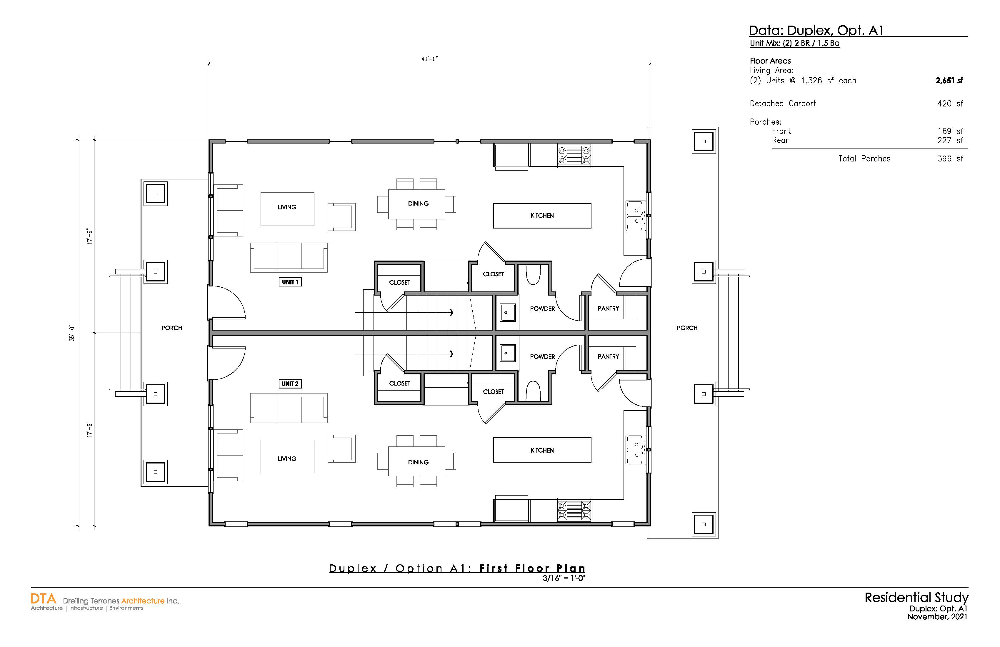 Data: Duplex, Opt. A1
Unit Mix: (2) 2 BR / 1.5 Ba
Floor Areas
Living Area:
(2) Units @ 1,326 sf each 2,651 sf
Detached Carport 420 sf
Porches:
Front 169 sf
Rear 227 sf
Total Porches 396 sf
40'-0"
17'-6"
35'-0"
17'-6"
LIVING
DINING
KITCHEN
UNIT 1
CLOSET
CLOSET
POWDER
PANTRY
PORCH
PORCH
POWDER
PANTRY
UNIT 2
CLOSET
CLOSET
LIVING
DINING
KITCHEN
Duplex / Option A1: First Floor Plan
3/16" = 1'-0"
DTA Dreiling Terrones Architecture Inc.
Architecture | Infrastructure | Environments
Residential Study
Duplex: Opt. A1
November, 2021